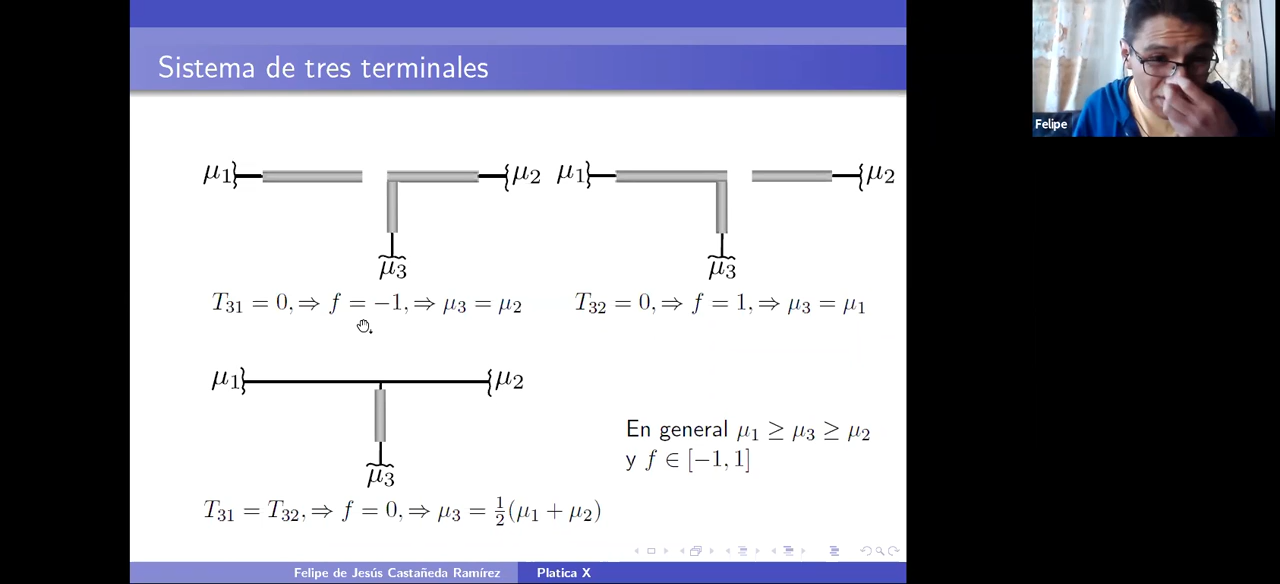 Sistema de tres terminales
Felipe
μ1 μ2 μ1 μ2
μ3 μ3
T31 = 0, ⇒ f = −1, ⇒ μ3 = μ2 T32 = 0, ⇒ f = 1, ⇒ μ3 = μ1
μ1 μ2
En general μ1 ≥ μ3 ≥ μ2
y f ∈ [−1, 1]
μ3
T31 = T32, ⇒ f = 0, ⇒ μ3 = 1/2(μ1 + μ2)
Felipe de Jesús Castañeda Ramírez Platica X